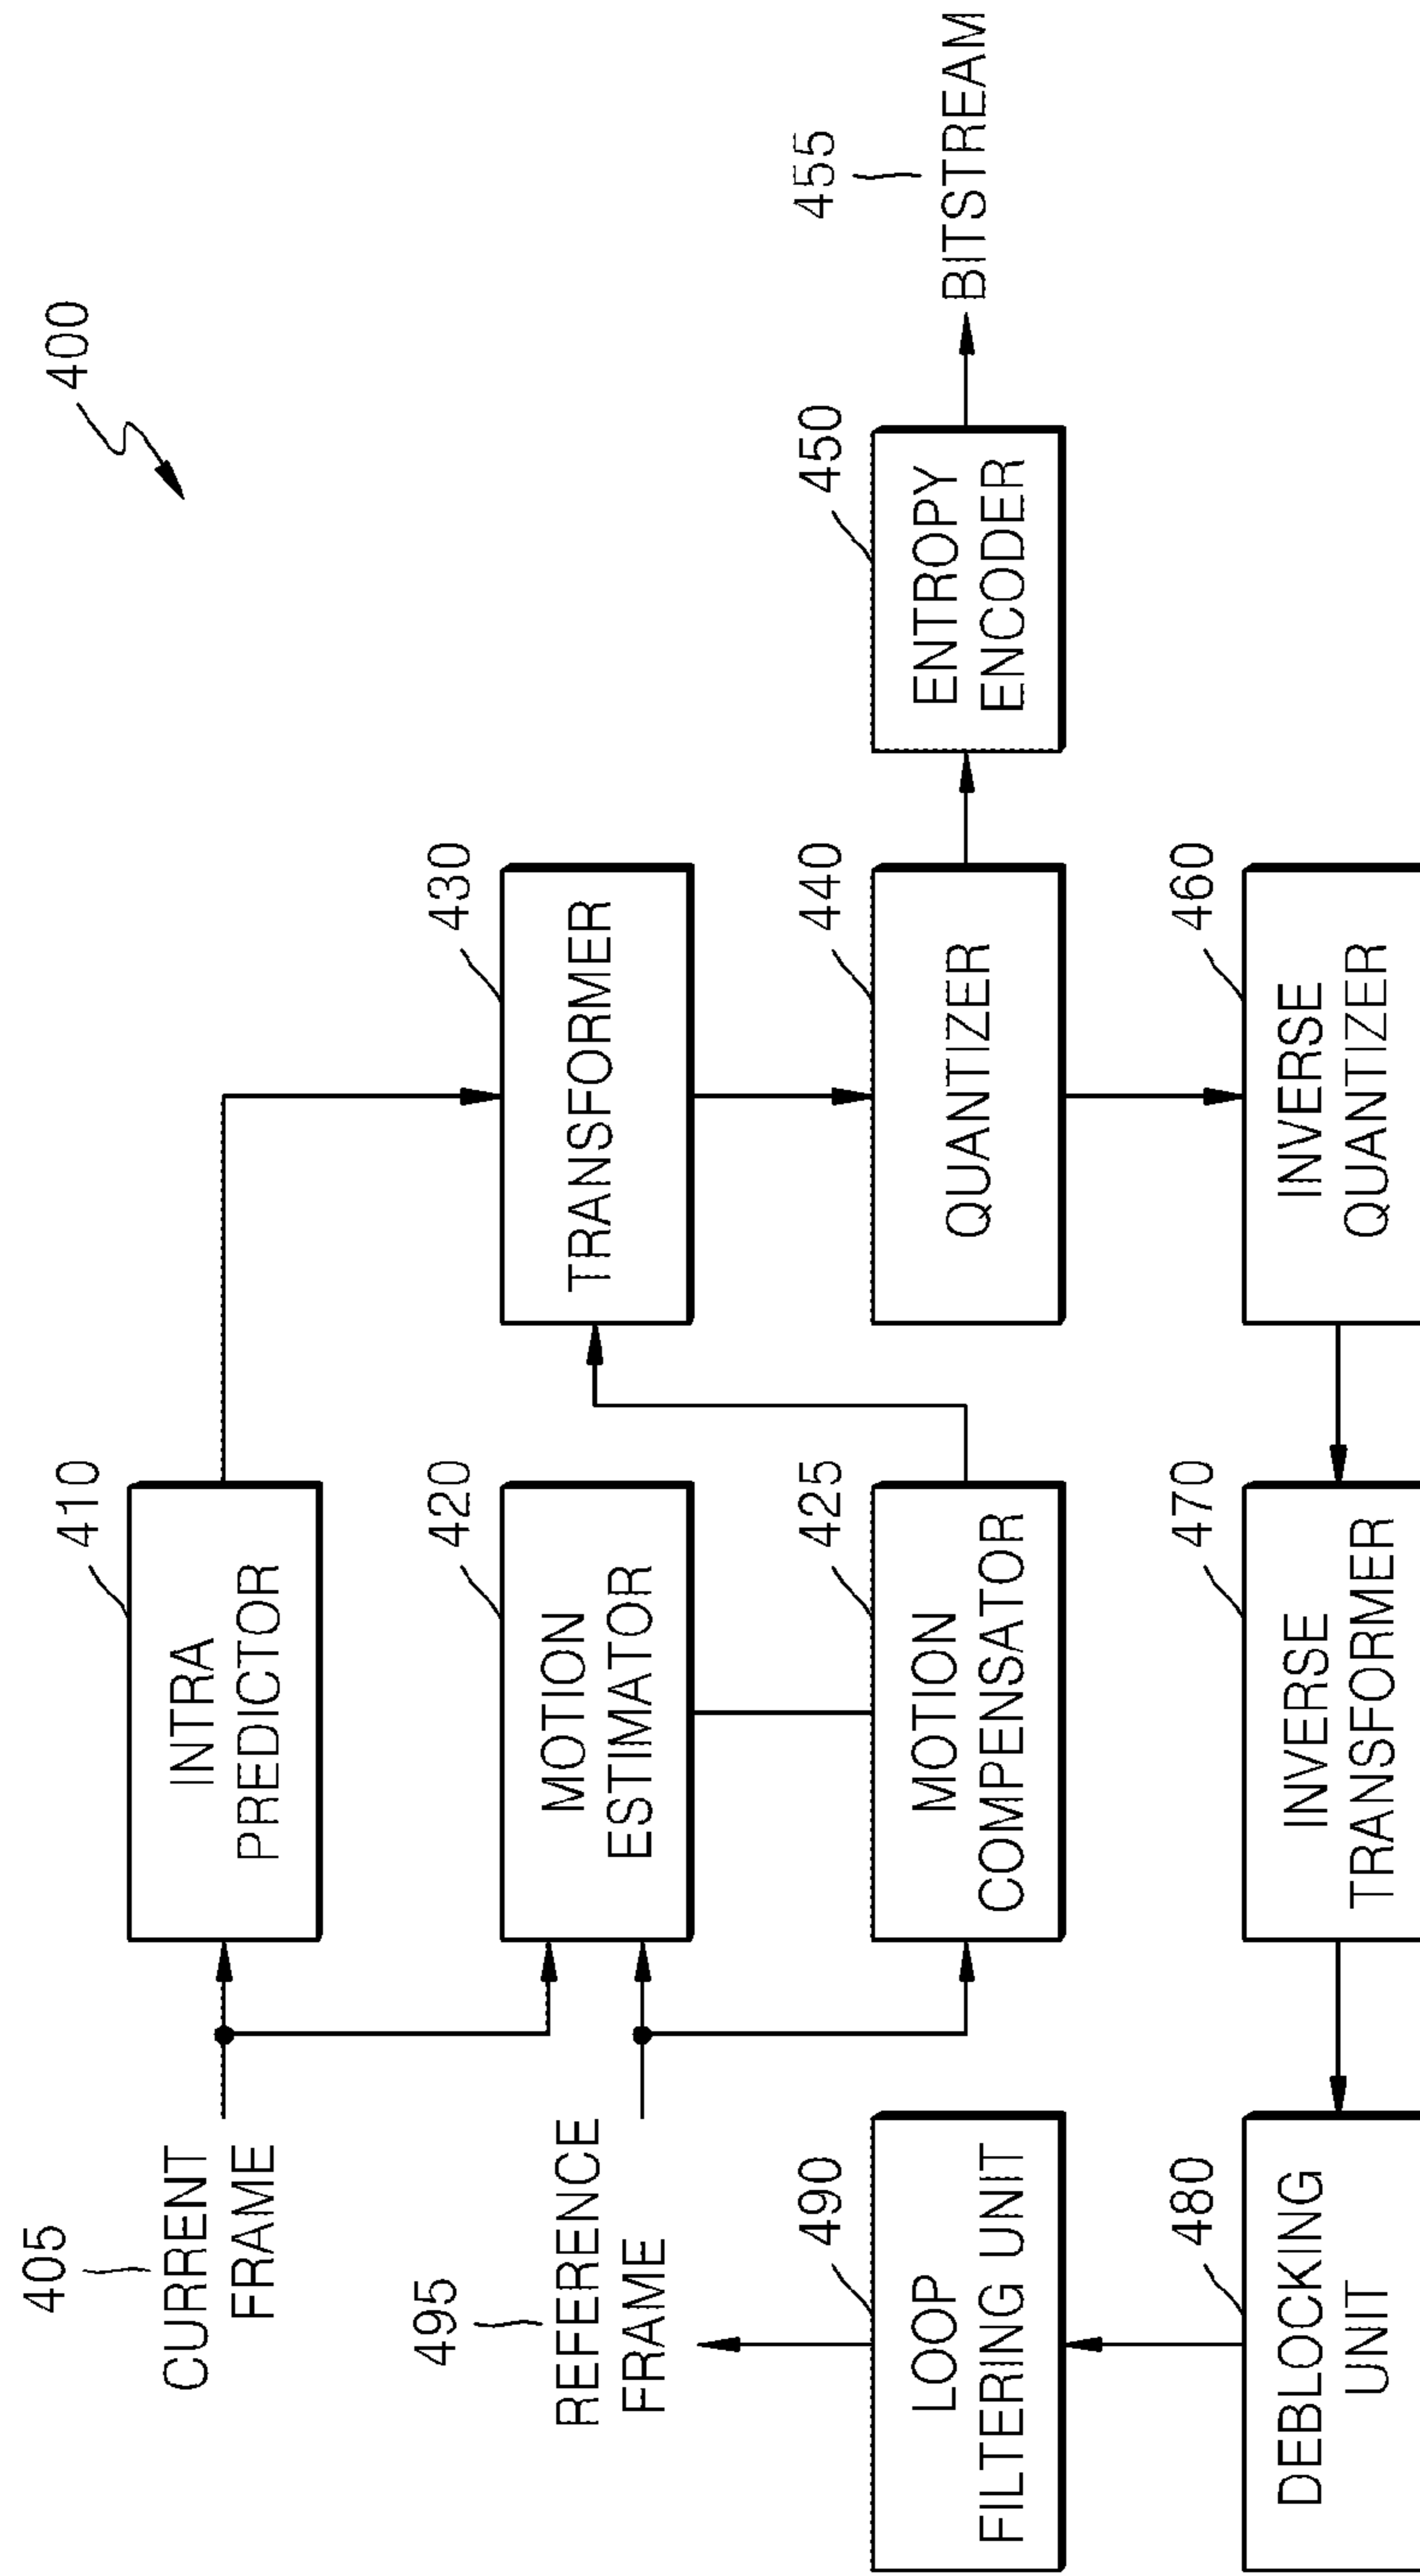 400
405
CURRENT
FRAME
410
INTRA
PREDICTOR
495
REFERENCE
FRAME
420
MOTION
ESTIMATOR
430
TRANSFORMER
490
LOOP
FILTERING UNIT
425
MOTION
COMPENSATOR
440
QUANTIZER
450
ENTROPY
ENCODER
455
BITSTREAM
480
DEBLOCKING
UNIT
470
INVERSE
TRANSFORMER
460
INVERSE
QUANTIZER